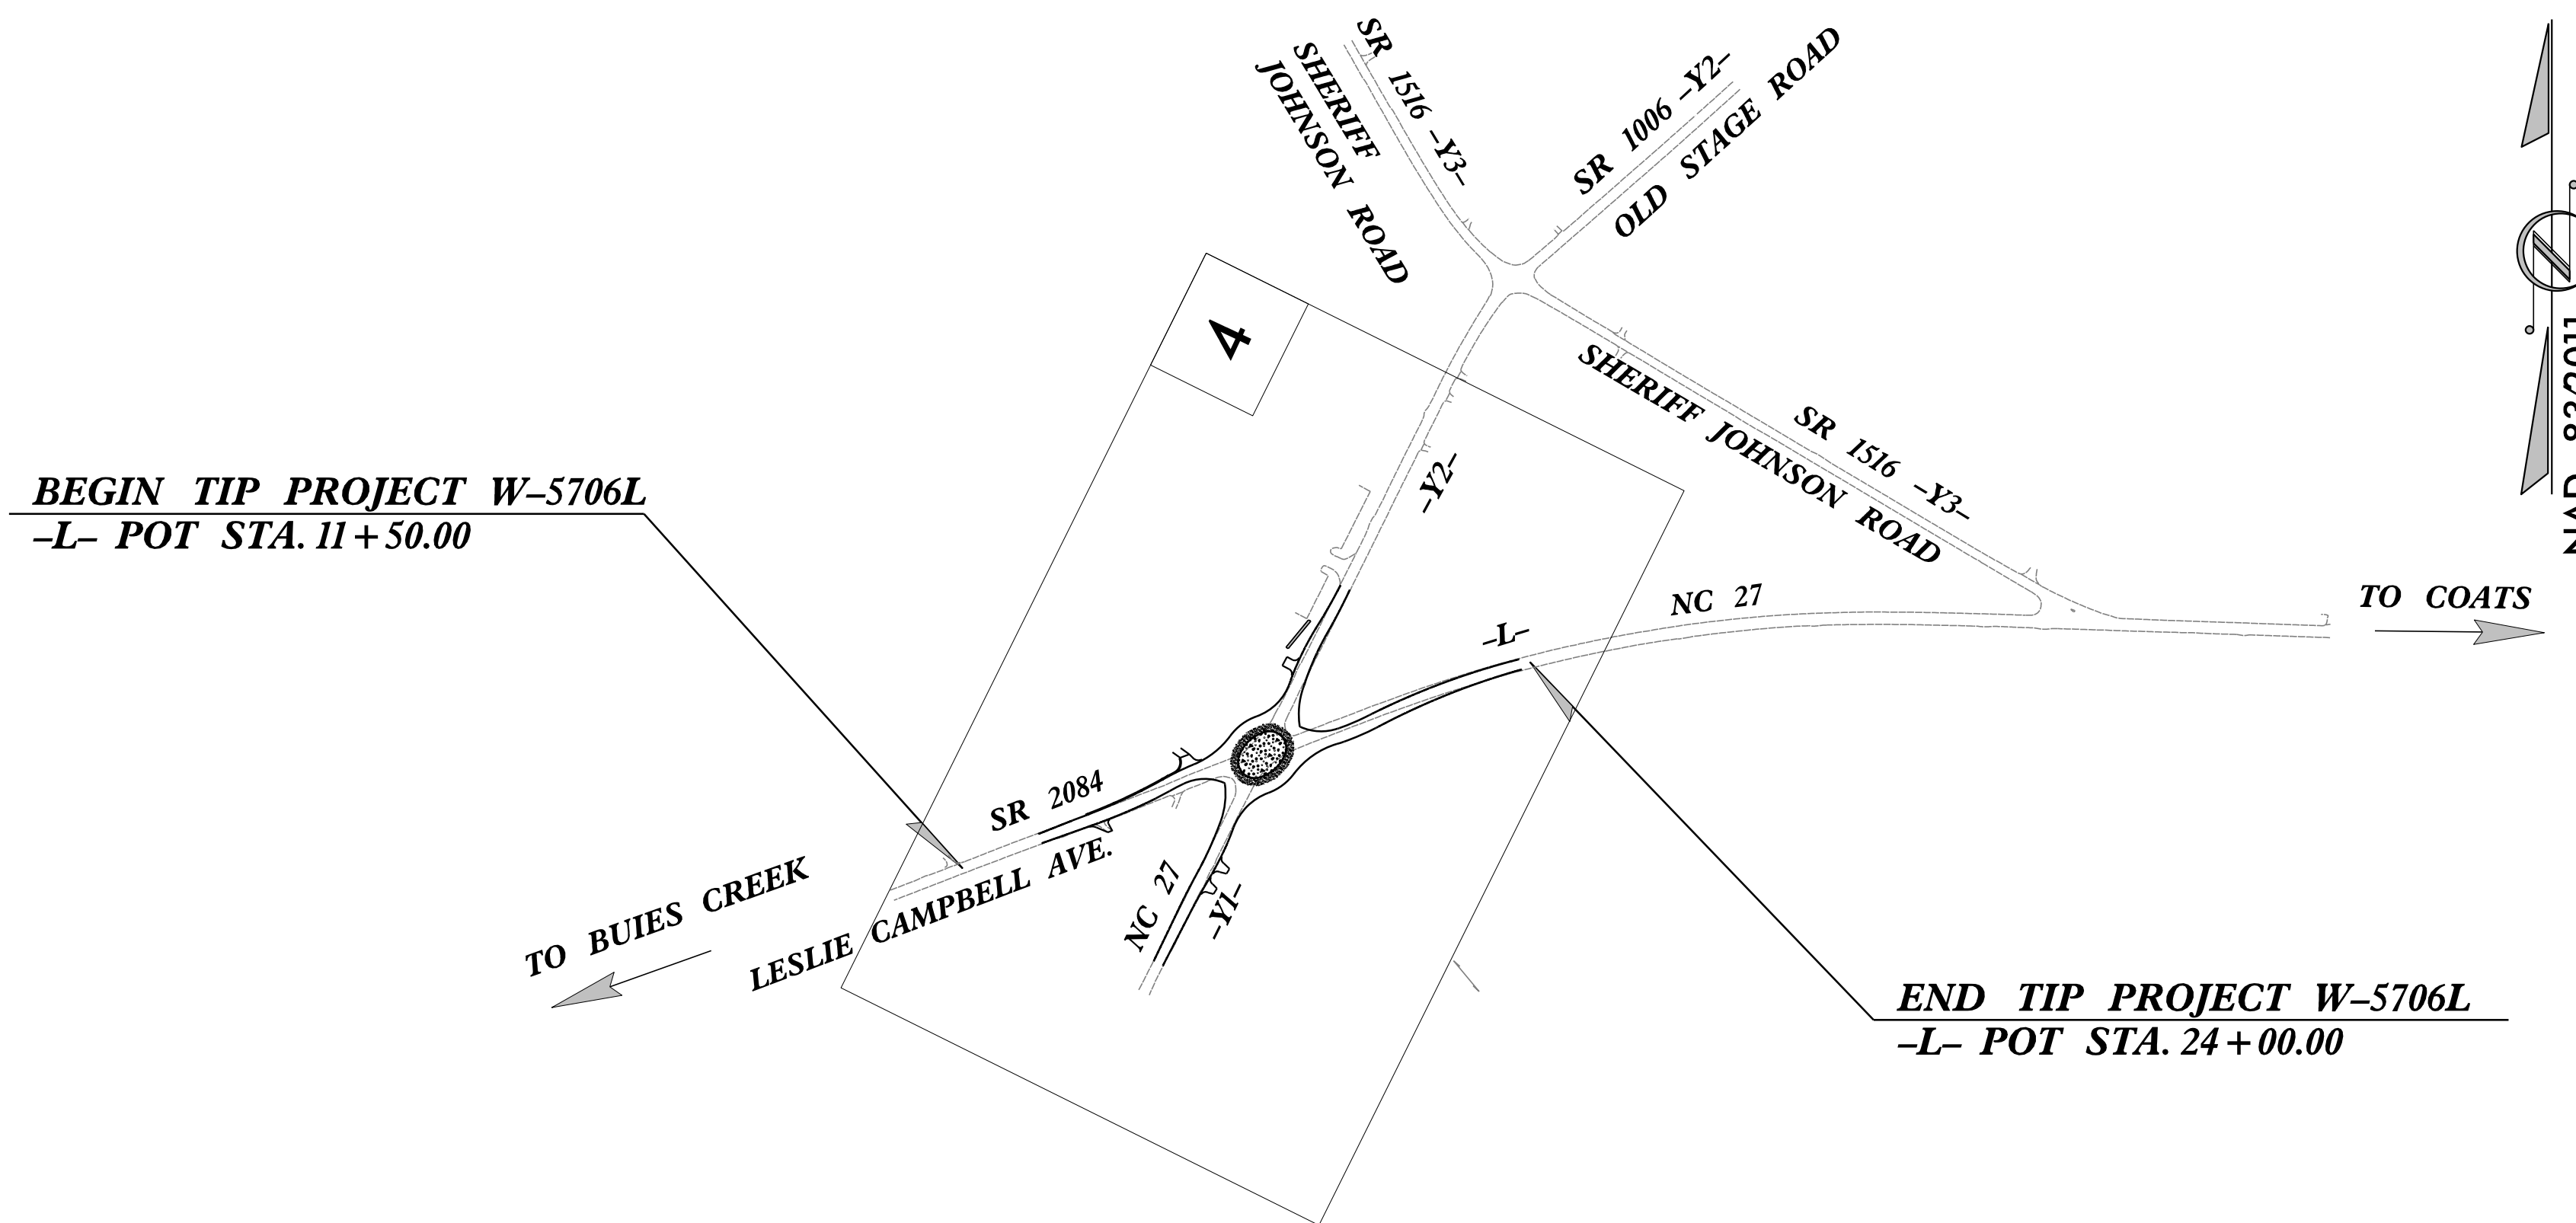 SR 1516 –Y3–
SHERIFF
JOHNSON ROAD
SR 1006 –Y2–
OLD STAGE ROAD
4
SHERIFF JOHNSON ROAD
SR 1516 –Y3–
–Y2–
BEGIN TIP PROJECT W–5706L
–L– POT STA. 11+50.00
NC 27
–L–
TO COATS
SR 2084
LESLIE CAMPBELL AVE.
TO BUIES CREEK
NC 27
–Y1–
END TIP PROJECT W–5706L
–L– POT STA. 24+00.00
N